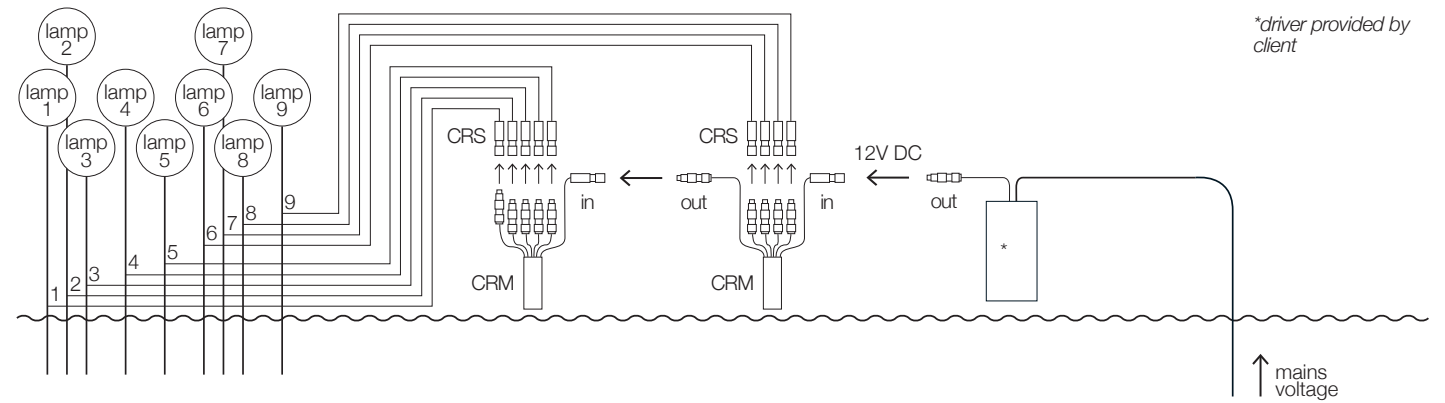 lamp
2
lamp
7
*driver provided by
client
lamp
1
lamp
4
lamp
6
lamp
9
lamp
3
lamp
5
lamp
8
CRS
CRS
12V DC
in
out
in
out
9
8
7
6
5
4
3
2
1
*
CRM
CRM
mains
voltage